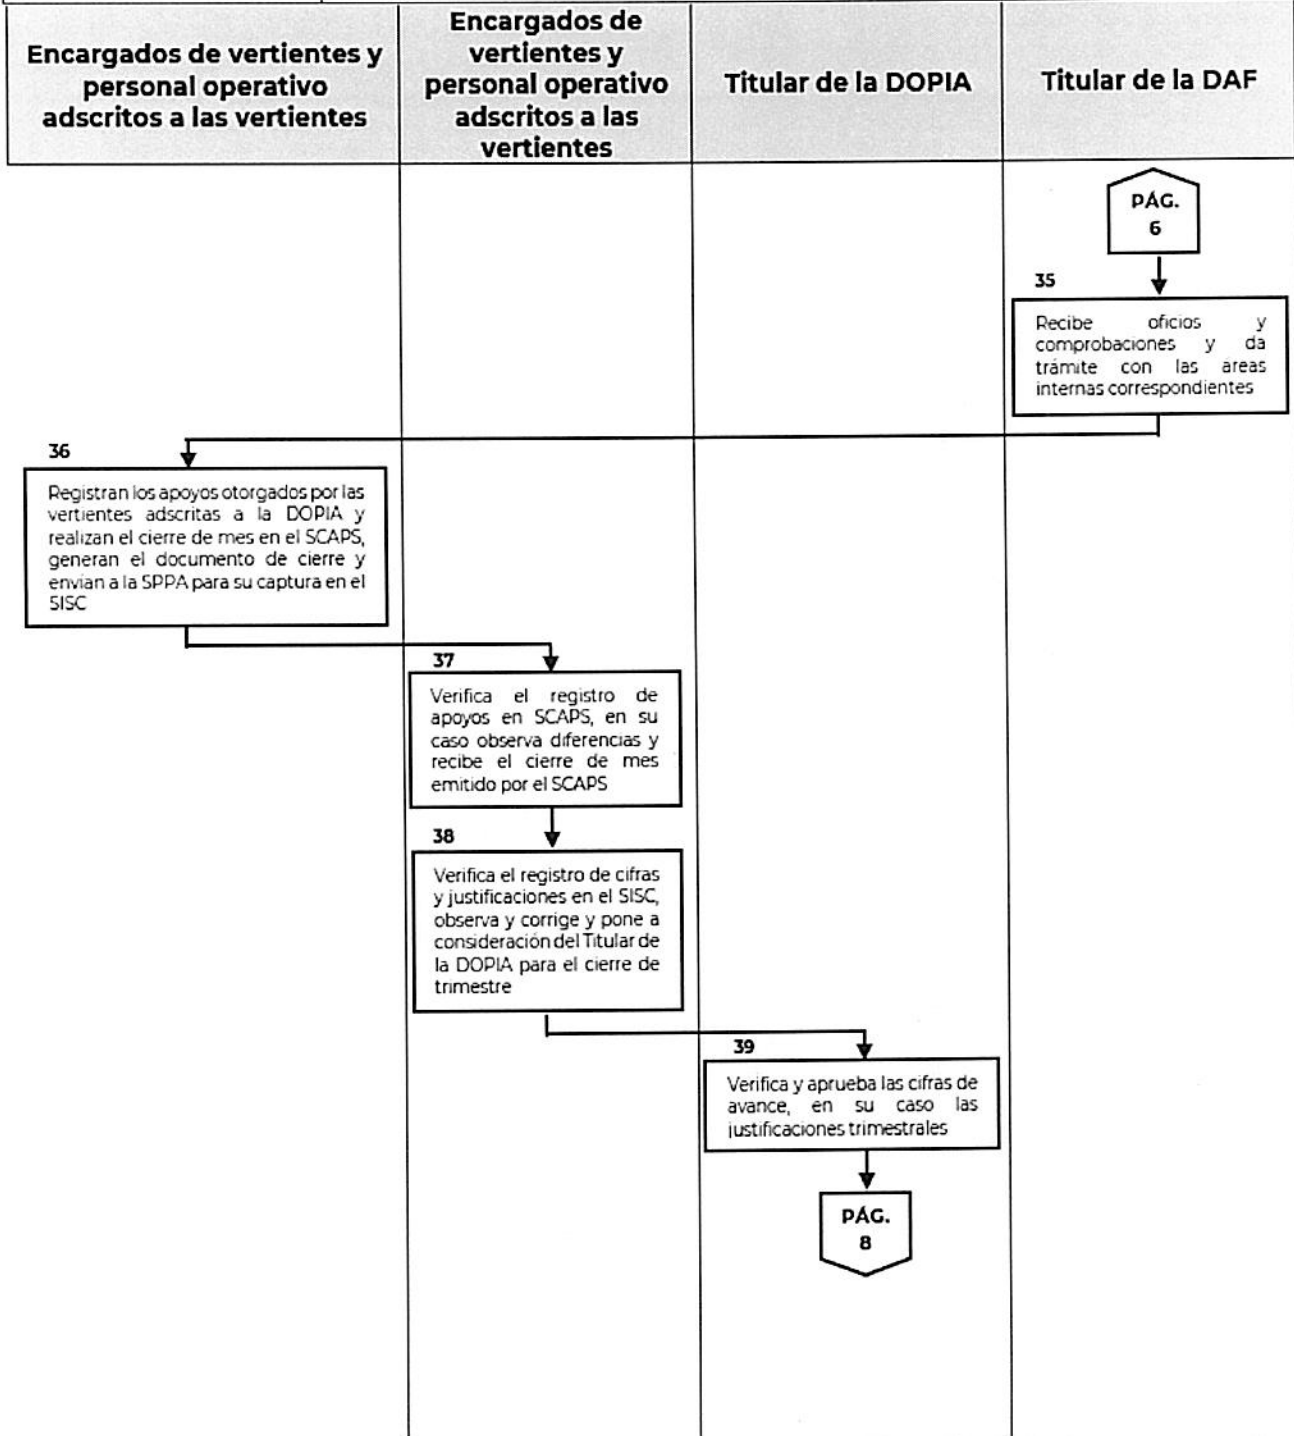 Encargados de vertientes y
personal operativo
adscritos a las vertientes
Encargados de
vertientes y
personal operativo
adscritos a las
vertientes
Titular de la DOPIA
Titular de la DAF
PÁG.
6
35
Recibe oficios y
comprobaciones y da
trámite con las areas
internas correspondientes
36
Registran los apoyos otorgados por las
vertientes adscritas a la DOPIA y
realizan el cierre de mes en el SCAPS,
generan el documento de cierre y
envían a la SPPA para su captura en el
SISC
37
Verifica el registro de
apoyos en SCAPS, en su
caso observa diferencias y
recibe el cierre de mes
emitido por el SCAPS
38
Verifica el registro de cifras
y justificaciones en el SISC,
observa y corrige y pone a
consideración del Titular de
la DOPIA para el cierre de
trimestre
39
Verifica y aprueba las cifras de
avance, en su caso las
justificaciones trimestrales
PÁG.
8